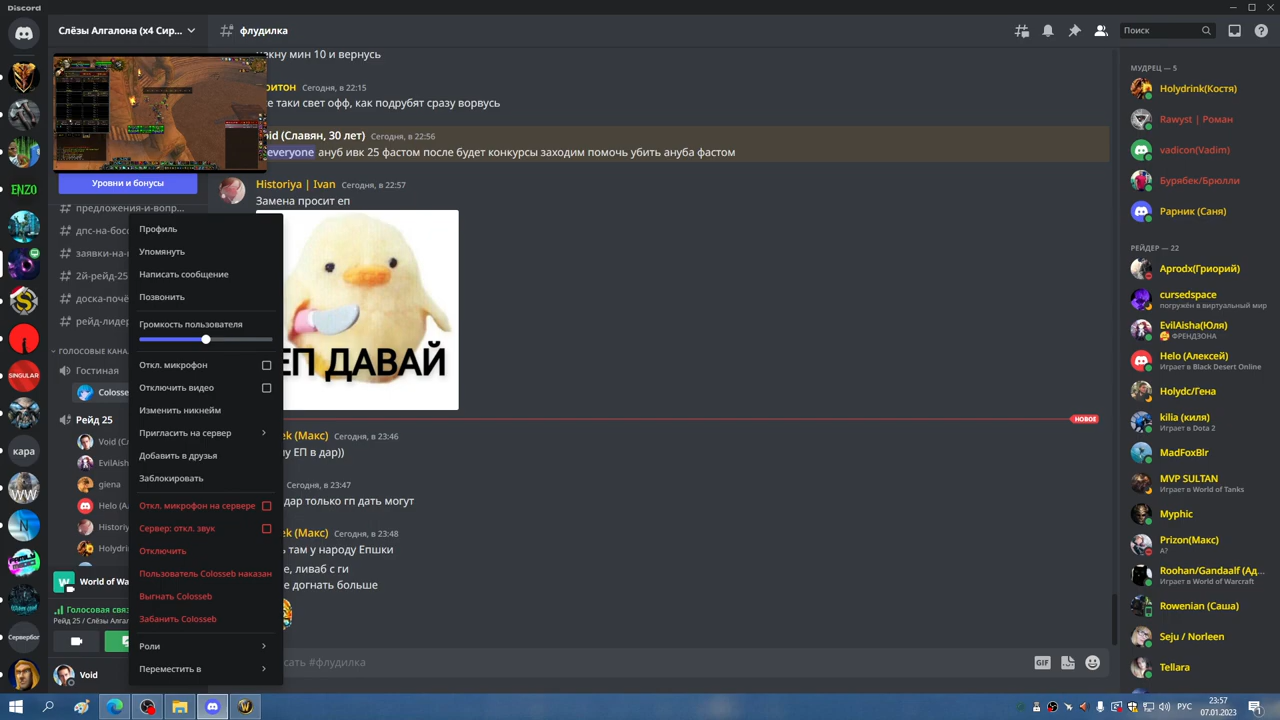 Discord
Слёзы Алгалона (x4 Сир...
флудилка
Поиск
чекну мин 10 и вернусь
Сегодня, в 22:15
таки свет офф, как подрубят сразу ворвусь
(Славян, 30 лет) Сегодня, в 22:56
everyone ануб ивк 25 фастом после будет конкурсы заходим помочь убить ануба фастом
Historiya | Ivan Сегодня, в 22:57
Замена просит еп
ЕП ДАВАЙ
НОВОЕ
(Макс) Сегодня, в 23:46
ЕП в дар))
Сегодня, в 23:47
дар только гп дать могут
(Макс) Сегодня, в 23:48
там у народу Епшки
ливаб с ги
догнать больше
#флудилка
GIF
Уровни и бонусы
предложения-и-вопр...
дпс-на-босс
заявки-на-
2й-рейд-25
доска-почё
рейд-лидер
ГОЛОСОВЫЕ КАНА
Гостиная
Colosse
Рейд 25
Void (Сл
EvilAish
giena
Helo (А
Historiy
Holydrin
World of Wa
Голосовая связ
Рейд 25 / Слёзы Алгало
Void
ENZO
SINGULAR
кара
WW
Серверbor
Профиль
Упомянуть
Написать сообщение
Позвонить
Громкость пользователя
Откл. микрофон
Отключить видео
Изменить никнейм
Пригласить на сервер
Добавить в друзья
Заблокировать
Откл. микрофон на сервере
Сервер: откл. звук
Отключить
Пользователь Colosseb наказан
Выгнать Colosseb
Забанить Colosseb
Роли
Переместить в
МУДРЕЦ — 5
Holydrink(Костя)
Rawyst | Роман
vadicon(Vadim)
Бурябек/Брюлли
Рарник (Саня)
РЕЙДЕР — 22
Aprodx(Гриорий)
cursedspace
погружён в виртуальный мир
EvilAisha(Юля)
ФРЕНДЗОНА
Helo (Алексей)
Играет в Black Desert Online
Holydc/Гена
kilia (киля)
Играет в Dota 2
MadFoxBlr
MVP SULTAN
Играет в World of Tanks
Myphic
Prizon(Макс)
А?
Roohan/Gandaalf (Ад...
Играет в World of Warcraft
Rowenian (Саша)
Seju / Norleen
Tellara
РУС
23:57
07.01.2023
1